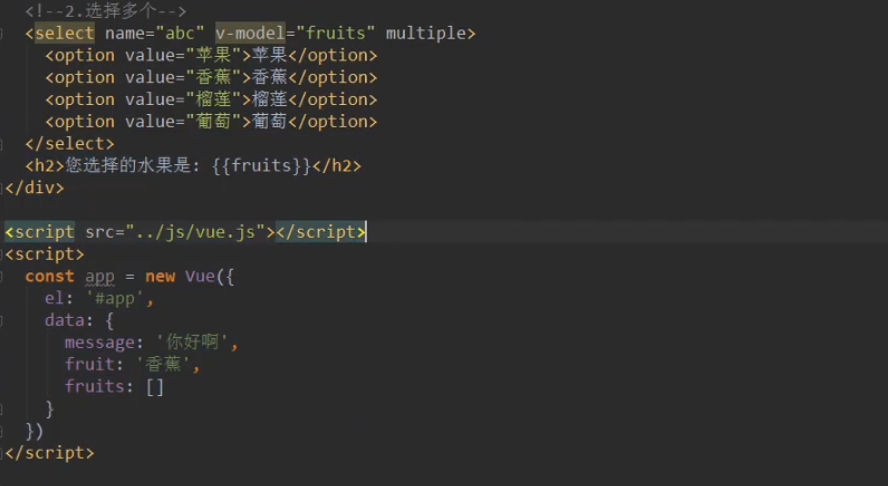 <!--2.选择多个-->
<select name="abc" v-model="fruits" multiple>
<option value="苹果">苹果</option>
<option value="香蕉">香蕉</option>
<option value="榴莲">榴莲</option>
<option value="葡萄">葡萄</option>
</select>
<h2>您选择的水果是: {{fruits}}</h2>
</div>
<script src="../js/vue.js"></script>
<script>
const app = new Vue({
el: '#app',
data: {
message: '你好啊',
fruit: '香蕉',
fruits: []
}
})
</script>